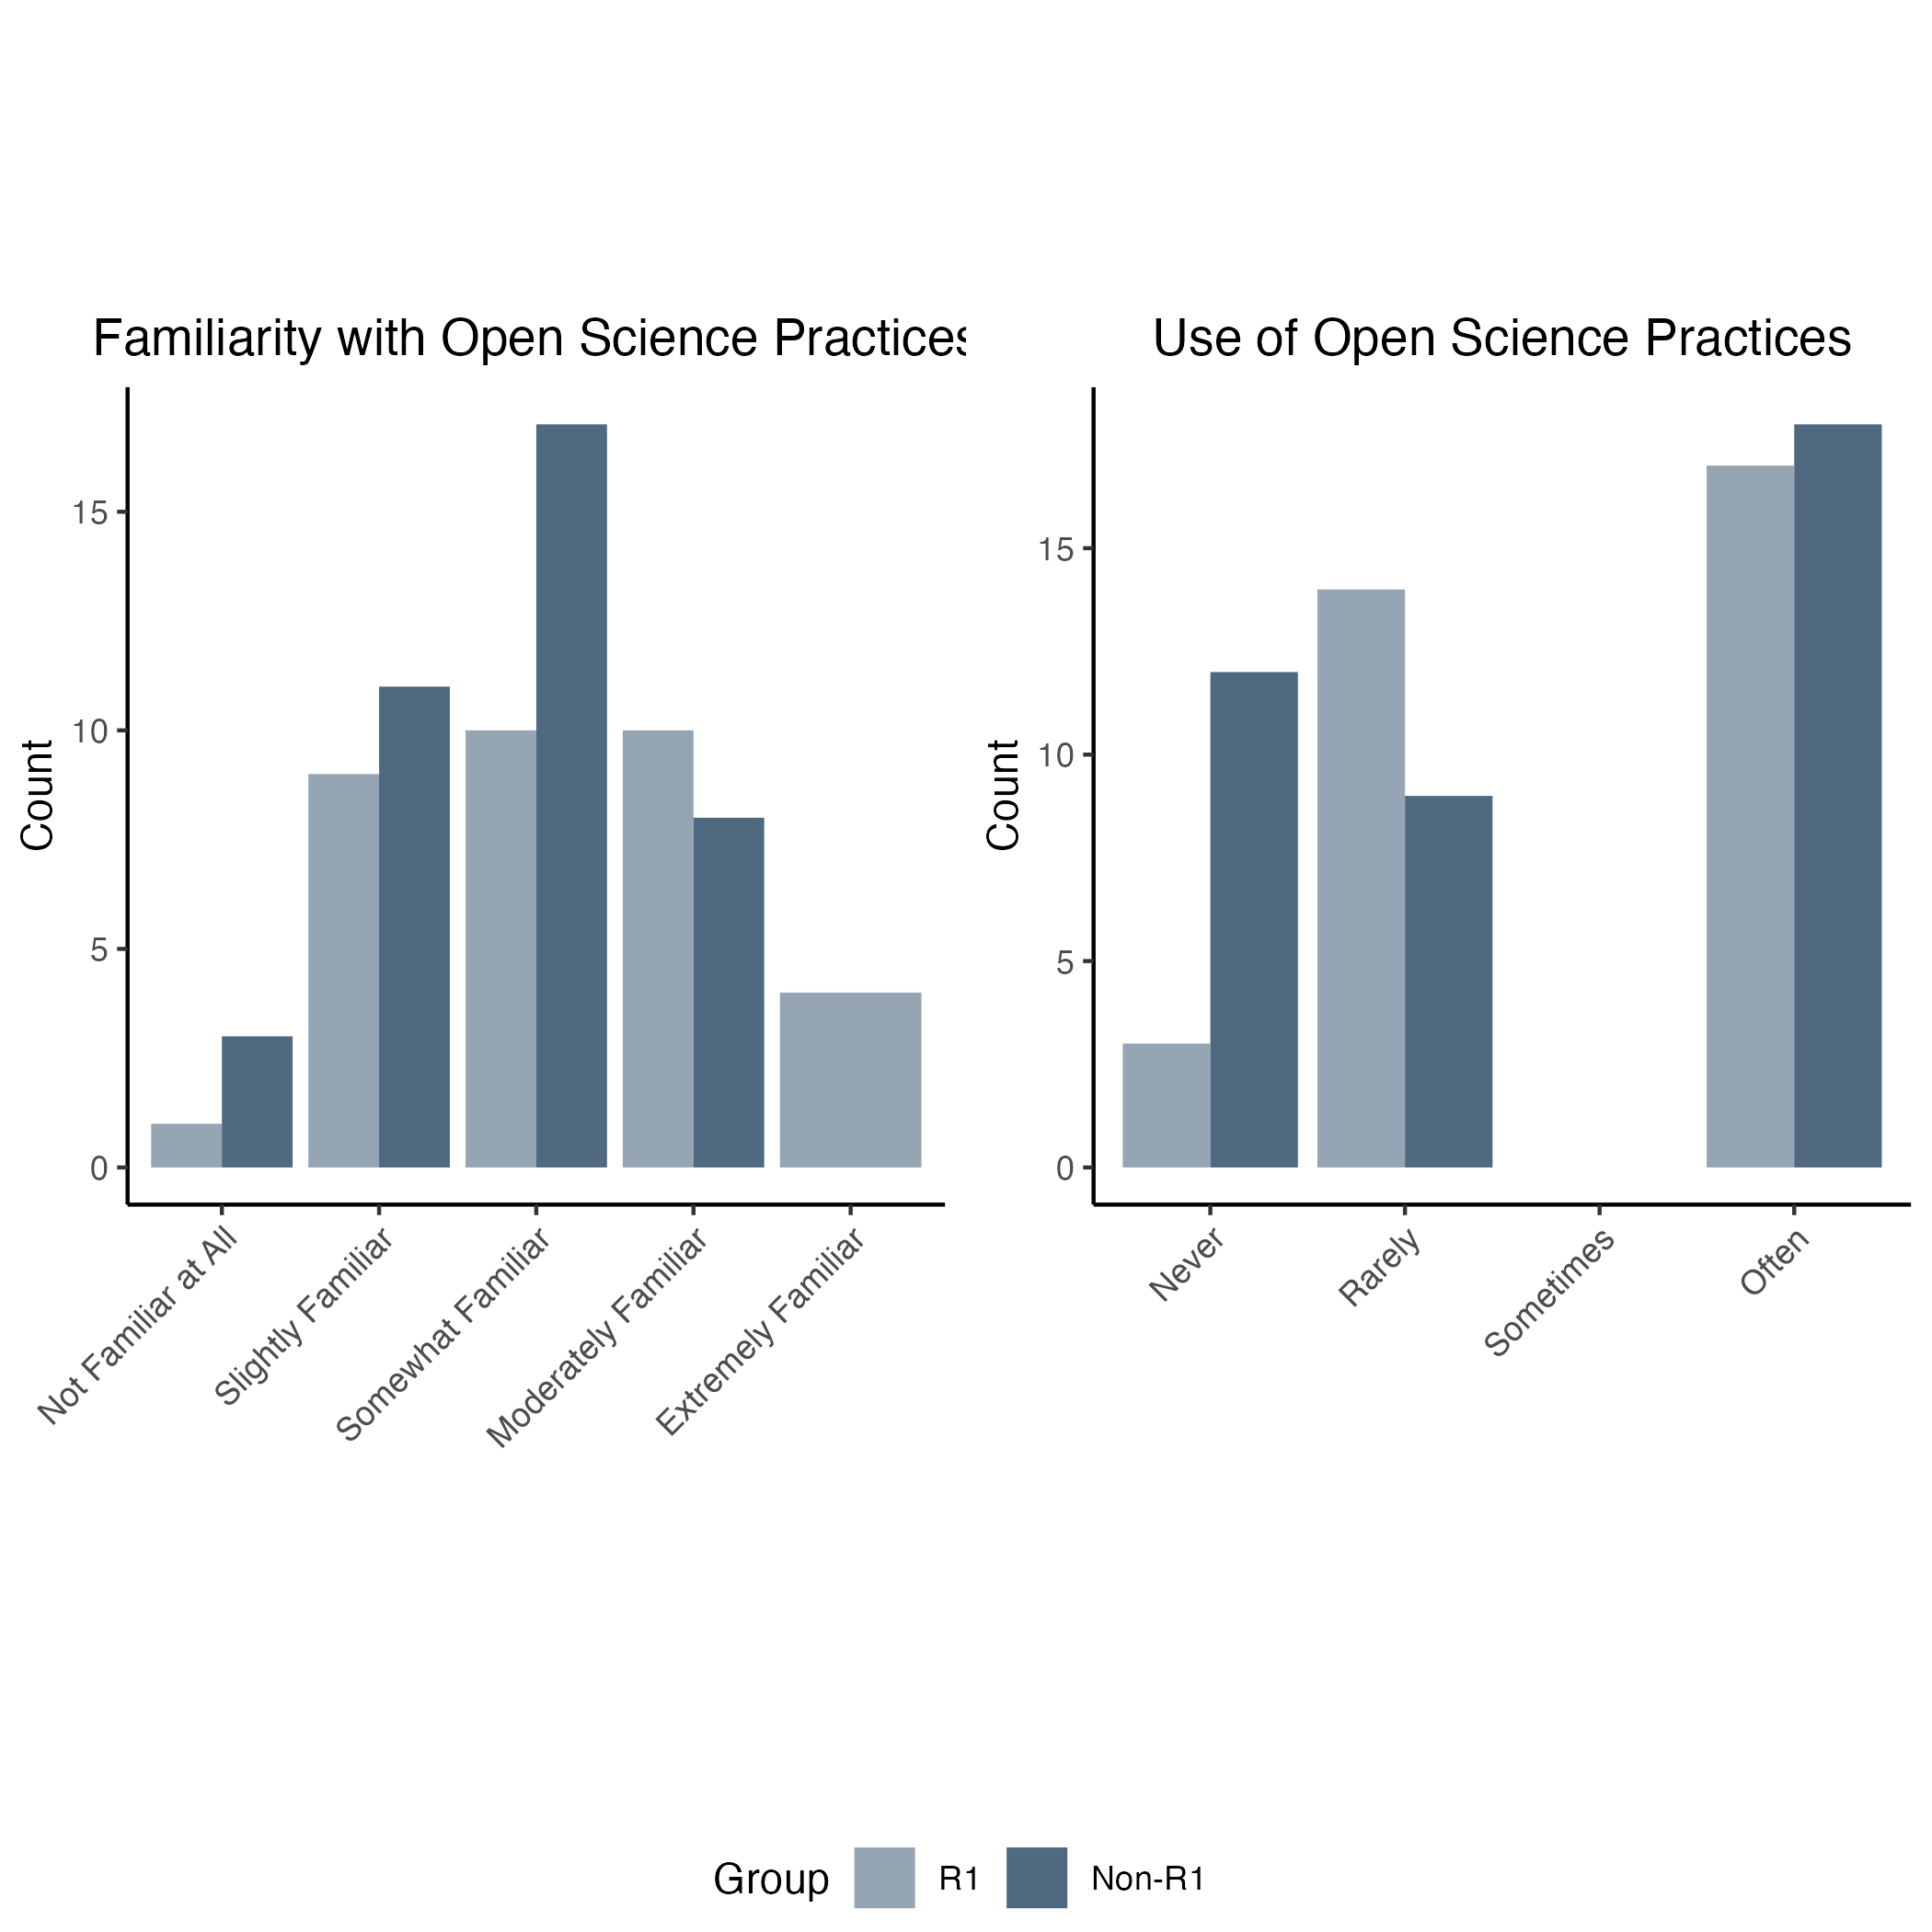 Familiarity with Open Science Practices
Count
15
10
5
0
Not Familiar at All
Slightly Familiar
Somewhat Familiar
Moderately Familiar
Extremely Familiar
Use of Open Science Practices
Count
15
10
5
0
Never
Rarely
Sometimes
Often
Group
R1
Non-R1